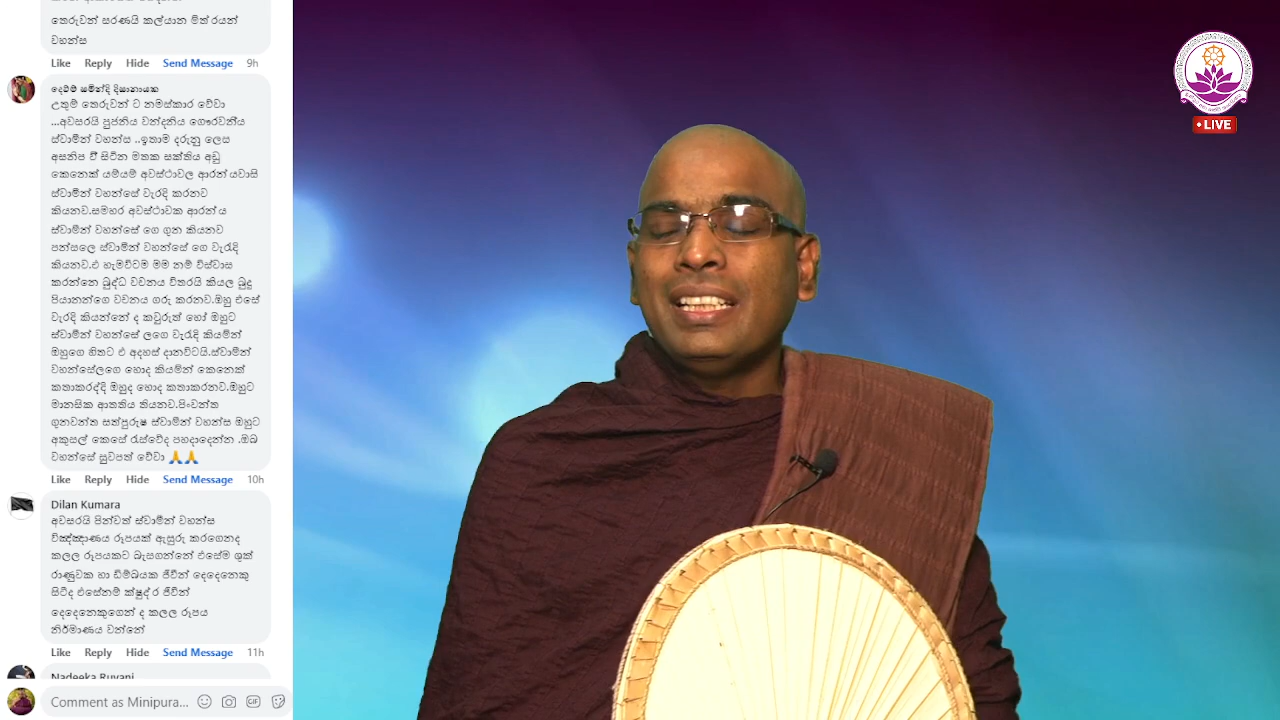 තෙරුවන් සරණයි කල්යාන මිත් රයන්
වහන්ස
Like Reply Hide Send Message 9h
දෙව්මි සමින්දි දිසානායක
උතුම් තෙරුවන් ට නමස්කාර වේවා
...අවසරයි පුජනිය වන්දනිය ගෞරවනීය
ස්වාමීන් වහන්ස ..ඉතාම දරුනු ලෙස
අසනිප වී සිටින මතක සක්තිය අඩු
කෙනෙක් යම්යම් අවස්ථාවල ආරන් යවාසි
ස්වාමීන් වහන්සේ වැරදි කරනව
කියනව.සමහර අවස්ථාවක ආරන් ය
ස්වාමින් වහන්සේ ගෙ ගුන කියනව
පන්සලෙ ස්වාමින් වහන්සේ ගෙ වැරැදි
කියනව.එ හැමවිටම මම නම් විස්වාස
කරන්නෙ බුද්ධ වචනය විතරයි කියල බුදු
පියානන්ගෙ වචනය ගරු කරනව.ඔහු එසේ
වැරදි කියන්නේ ද කවුරුත් හෝ ඔහුට
ස්වාමීන් වහන්සේ ලගෙ වැරැදි කියමින්
ඔහුගෙ හිතට එ අදහස් දානවිටයි.ස්වාමින්
වහන්සේලගෙ හොද කියමින් කෙනෙක්
කතාකරද්දි ඔහුද හොද කතාකරනව.ඔහුට
මානසික ආතතිය තියනව.පිංවන්ත
ගුනවන්ත සත්පුරුෂ ස්වාමින් වහන්ස ඔහුට
අකුසල් කෙසේ රැස්වේද පහදාදෙන්න .ඔබ
වහන්සේ සුවපත් වේවා 🙏🙏
Like Reply Hide Send Message 10h
Dilan Kumara
අවසරයි පින්වත් ස්වාමීන් වහන්ස
විඤ්ඤාණය රූපයක් ඇසුරු කරගෙනද
කලල රූපයකට බැසගන්නේ එසේම ශුක්
රාණුවක හා ඩිම්බයක ජීවීන් දෙදෙනෙකු
සිටීද එසේනම් ක්ෂුද් ර ජීවීන්
දෙදෙනෙකුගෙන් ද කලල රූපය
නිර්මාණය වන්නේ
Like Reply Hide Send Message 11h
Nadeeka Ruvani
Comment as Minipura...
GIF
• LIVE